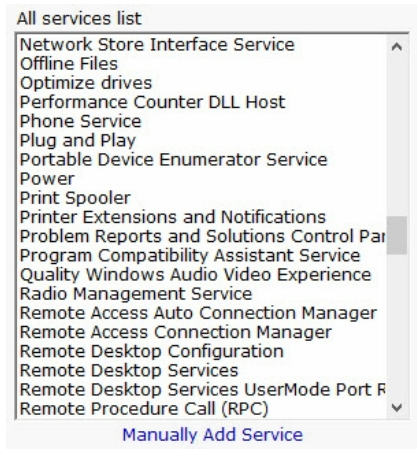 All services list
Network Store Interface Service
Offline Files
Optimize drives
Performance Counter DLL Host
Phone Service
Plug and Play
Portable Device Enumerator Service
Power
Print Spooler
Printer Extensions and Notifications
Problem Reports and Solutions Control Par
Program Compatibility Assistant Service
Quality Windows Audio Video Experience
Radio Management Service
Remote Access Auto Connection Manager
Remote Access Connection Manager
Remote Desktop Configuration
Remote Desktop Services
Remote Desktop Services UserMode Port R
Remote Procedure Call (RPC)
Manually Add Service